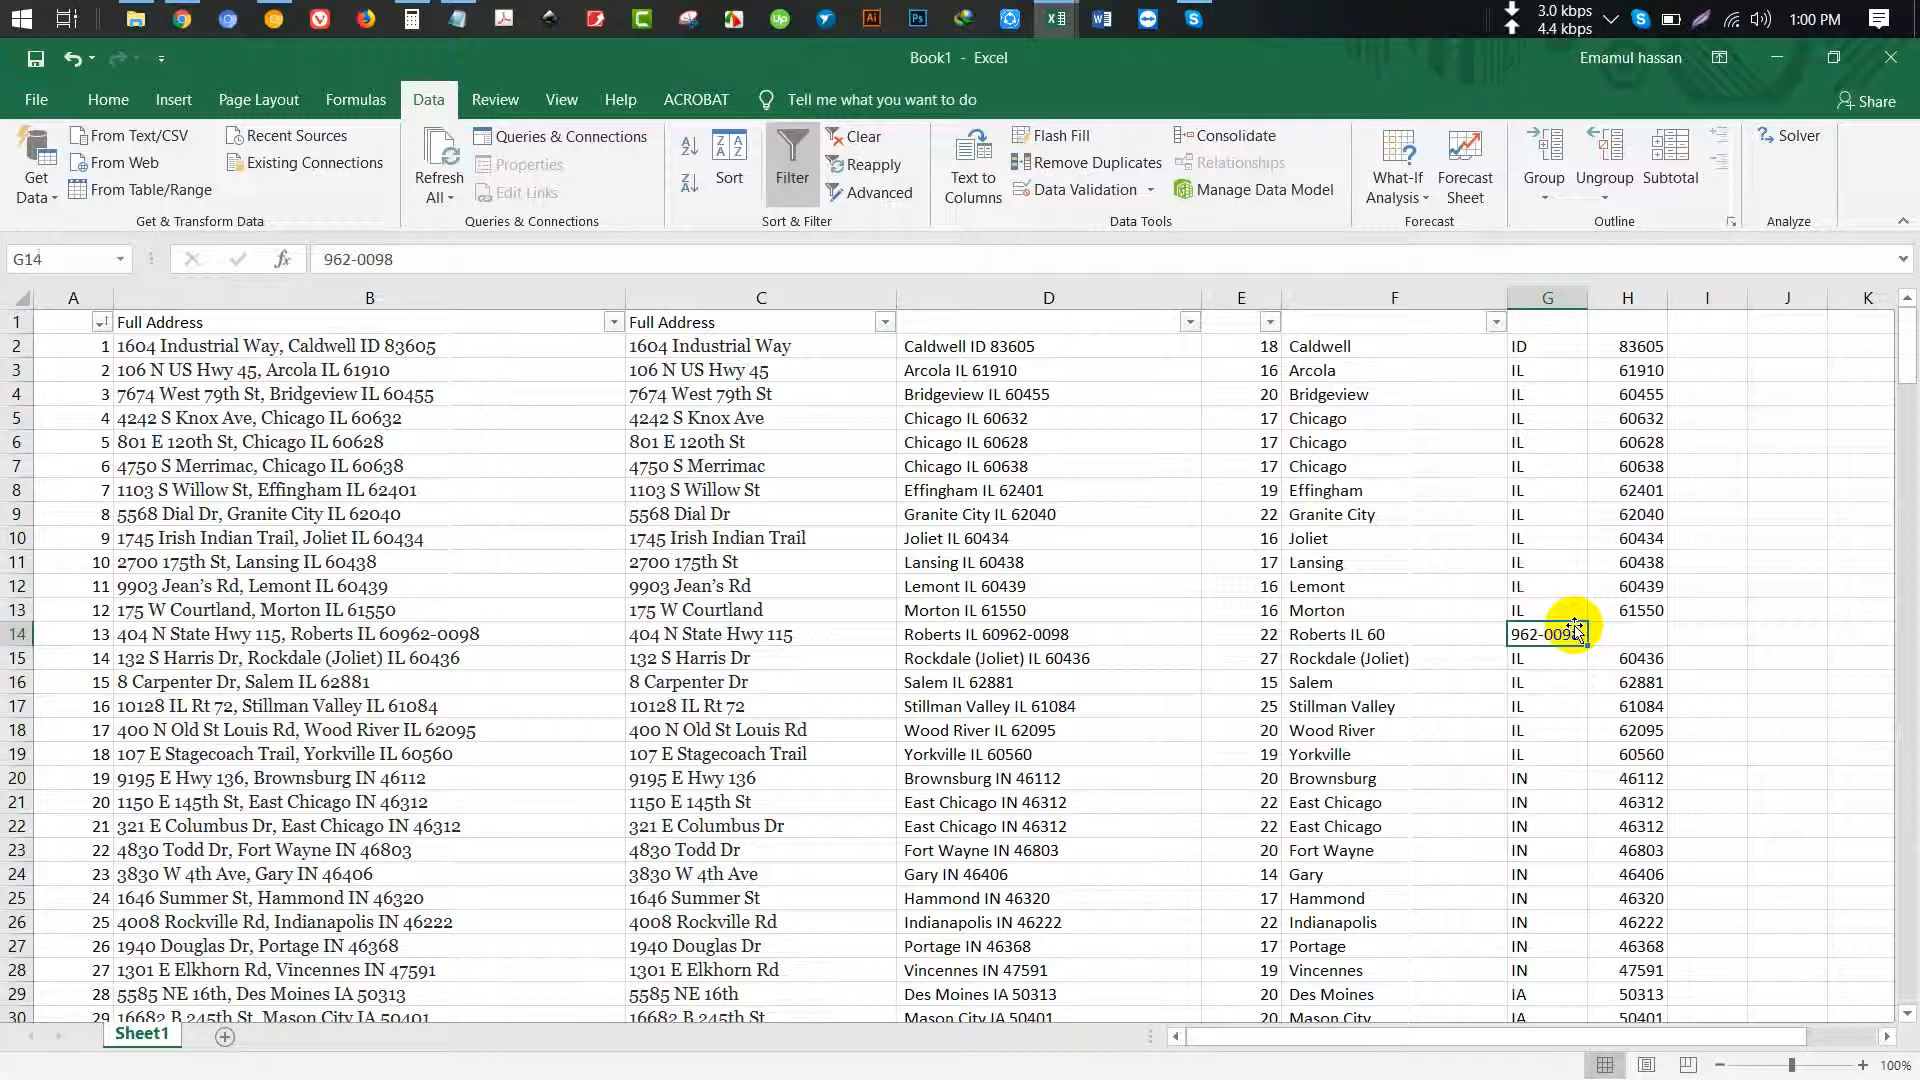 3.0 kbps
4.4 kbps
1:00 PM
Book1 - Excel
Emamul hassan
File Home Insert Page Layout Formulas Data Review View Help ACROBAT Tell me what you want to do Share
Get Data
From Text/CSV
From Web
From Table/Range
Recent Sources
Existing Connections
Get & Transform Data
Refresh All
Queries & Connections
Properties
Edit Links
Queries & Connections
Sort
Filter
Clear
Reapply
Advanced
Sort & Filter
Text to Columns
Flash Fill
Remove Duplicates
Data Validation
Consolidate
Relationships
Manage Data Model
Data Tools
What-If Analysis
Forecast Sheet
Forecast
Group
Ungroup
Subtotal
Outline
Solver
Analyze
G14 fx 962-0098
A B C D E F G H I J K
1 Full Address Full Address
2 1 1604 Industrial Way, Caldwell ID 83605 1604 Industrial Way Caldwell ID 83605 18 Caldwell ID 83605
3 2 106 N US Hwy 45, Arcola IL 61910 106 N US Hwy 45 Arcola IL 61910 16 Arcola IL 61910
4 3 7674 West 79th St, Bridgeview IL 60455 7674 West 79th St Bridgeview IL 60455 20 Bridgeview IL 60455
5 4 4242 S Knox Ave, Chicago IL 60632 4242 S Knox Ave Chicago IL 60632 17 Chicago IL 60632
6 5 801 E 120th St, Chicago IL 60628 801 E 120th St Chicago IL 60628 17 Chicago IL 60628
7 6 4750 S Merrimac, Chicago IL 60638 4750 S Merrimac Chicago IL 60638 17 Chicago IL 60638
8 7 1103 S Willow St, Effingham IL 62401 1103 S Willow St Effingham IL 62401 19 Effingham IL 62401
9 8 5568 Dial Dr, Granite City IL 62040 5568 Dial Dr Granite City IL 62040 22 Granite City IL 62040
10 9 1745 Irish Indian Trail, Joliet IL 60434 1745 Irish Indian Trail Joliet IL 60434 16 Joliet IL 60434
11 10 2700 175th St, Lansing IL 60438 2700 175th St Lansing IL 60438 17 Lansing IL 60438
12 11 9903 Jean’s Rd, Lemont IL 60439 9903 Jean’s Rd Lemont IL 60439 16 Lemont IL 60439
13 12 175 W Courtland, Morton IL 61550 175 W Courtland Morton IL 61550 16 Morton IL 61550
14 13 404 N State Hwy 115, Roberts IL 60962-0098 404 N State Hwy 115 Roberts IL 60962-0098 22 Roberts IL 60 962-0098
15 14 132 S Harris Dr, Rockdale (Joliet) IL 60436 132 S Harris Dr Rockdale (Joliet) IL 60436 27 Rockdale (Joliet) IL 60436
16 15 8 Carpenter Dr, Salem IL 62881 8 Carpenter Dr Salem IL 62881 15 Salem IL 62881
17 16 10128 IL Rt 72, Stillman Valley IL 61084 10128 IL Rt 72 Stillman Valley IL 61084 25 Stillman Valley IL 61084
18 17 400 N Old St Louis Rd, Wood River IL 62095 400 N Old St Louis Rd Wood River IL 62095 20 Wood River IL 62095
19 18 107 E Stagecoach Trail, Yorkville IL 60560 107 E Stagecoach Trail Yorkville IL 60560 19 Yorkville IL 60560
20 19 9195 E Hwy 136, Brownsburg IN 46112 9195 E Hwy 136 Brownsburg IN 46112 20 Brownsburg IN 46112
21 20 1150 E 145th St, East Chicago IN 46312 1150 E 145th St East Chicago IN 46312 22 East Chicago IN 46312
22 21 321 E Columbus Dr, East Chicago IN 46312 321 E Columbus Dr East Chicago IN 46312 22 East Chicago IN 46312
23 22 4830 Todd Dr, Fort Wayne IN 46803 4830 Todd Dr Fort Wayne IN 46803 20 Fort Wayne IN 46803
24 23 3830 W 4th Ave, Gary IN 46406 3830 W 4th Ave Gary IN 46406 14 Gary IN 46406
25 24 1646 Summer St, Hammond IN 46320 1646 Summer St Hammond IN 46320 17 Hammond IN 46320
26 25 4008 Rockville Rd, Indianapolis IN 46222 4008 Rockville Rd Indianapolis IN 46222 22 Indianapolis IN 46222
27 26 1940 Douglas Dr, Portage IN 46368 1940 Douglas Dr Portage IN 46368 17 Portage IN 46368
28 27 1301 E Elkhorn Rd, Vincennes IN 47591 1301 E Elkhorn Rd Vincennes IN 47591 19 Vincennes IN 47591
29 28 5585 NE 16th, Des Moines IA 50313 5585 NE 16th Des Moines IA 50313 20 Des Moines IA 50313
30 29 16682 B 245th St, Mason City IA 50401 16682 B 245th St Mason City IA 50401 20 Mason City IA 50401
Sheet1
100%